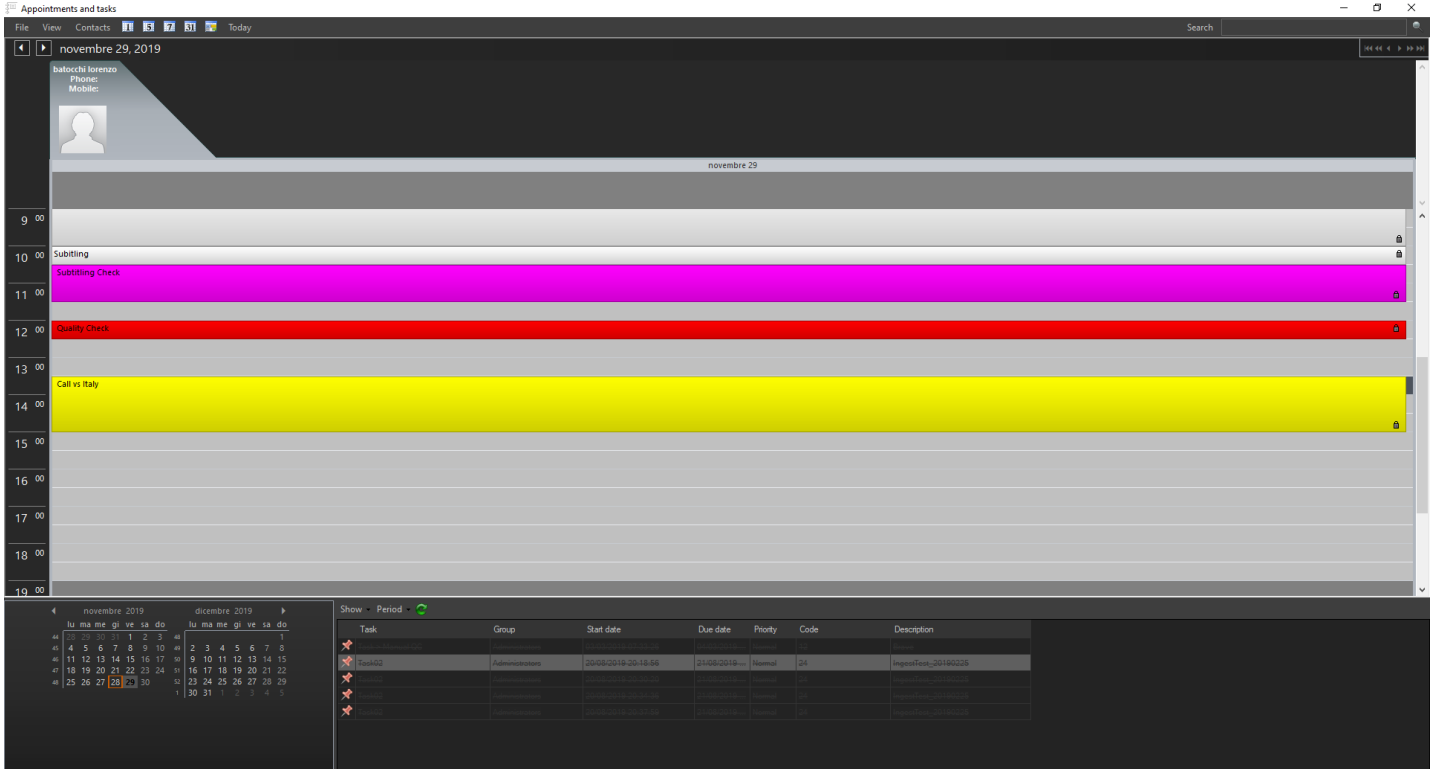 Appointments and tasks
File View Contacts 1 5 7 31 Today Search
novembre 29, 2019
batocchi lorenzo
Phone:
Mobile:
novembre 29
9 00
10 00 Subitling
Subtitling Check
11 00
12 00 Quality Check
13 00
Call vs Italy
14 00
15 00
16 00
17 00
18 00
19 00
novembre 2019 dicembre 2019
lu ma me gi ve sa do lu ma me gi ve sa do
44 28 29 30 31 1 2 3 48 1
45 4 5 6 7 8 9 10 49 2 3 4 5 6 7 8
46 11 12 13 14 15 16 17 50 9 10 11 12 13 14 15
47 18 19 20 21 22 23 24 51 16 17 18 19 20 21 22
48 25 26 27 28 29 30 52 23 24 25 26 27 28 29
1 30 31 1 2 3 4 5
Show Period
Task Group Start date Due date Priority Code Description
Task02 Administrators 20/08/2019 20:18:56 21/08/2019 ... Normal 24 IngestTest_20190225